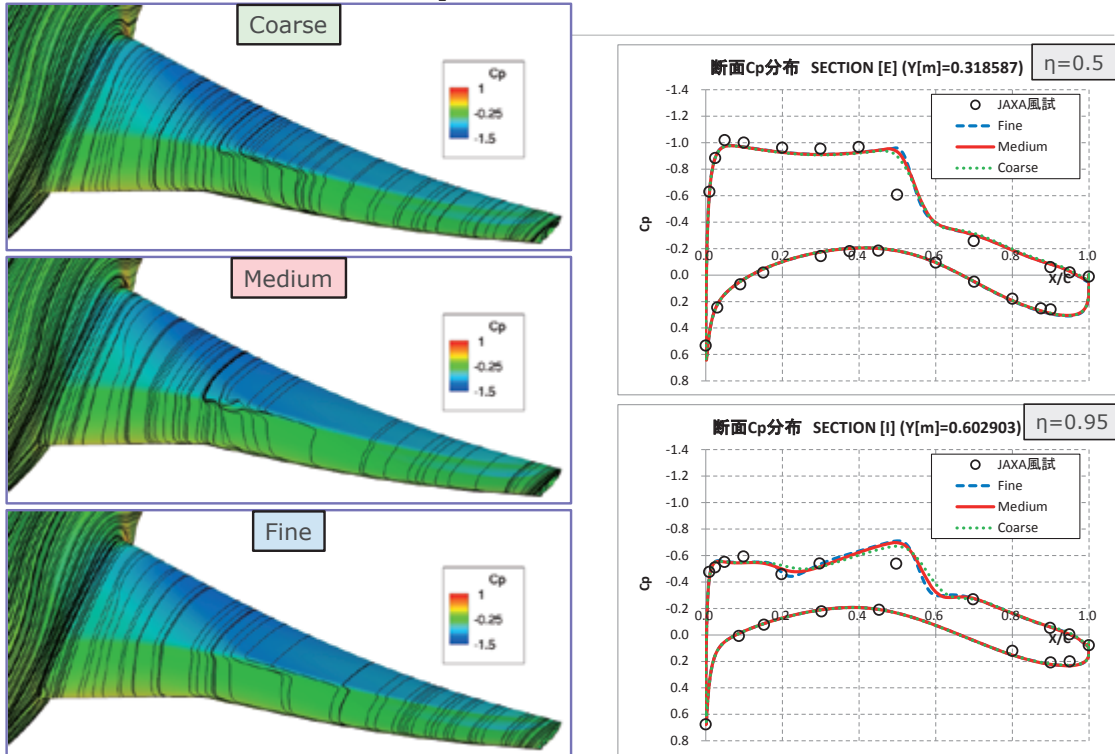 Coarse
Cp
1
-0.25
-1.5
Medium
Cp
1
-0.25
-1.5
Fine
Cp
1
-0.25
-1.5
断面Cp分布 SECTION [E] (Y[m]=0.318587)
η=0.5
JAXA風試
Fine
Medium
Coarse
Cp
-1.4
-1.2
-1.0
-0.8
-0.6
-0.4
-0.2
0.0
0.2
0.4
0.6
0.8
0.0 0.2 0.4 0.6 0.8 1.0
X/C
断面Cp分布 SECTION [I] (Y[m]=0.602903)
η=0.95
JAXA風試
Fine
Medium
Coarse
Cp
-1.4
-1.2
-1.0
-0.8
-0.6
-0.4
-0.2
0.0
0.2
0.4
0.6
0.8
0.0 0.2 0.4 0.6 0.8 1.0
X/C